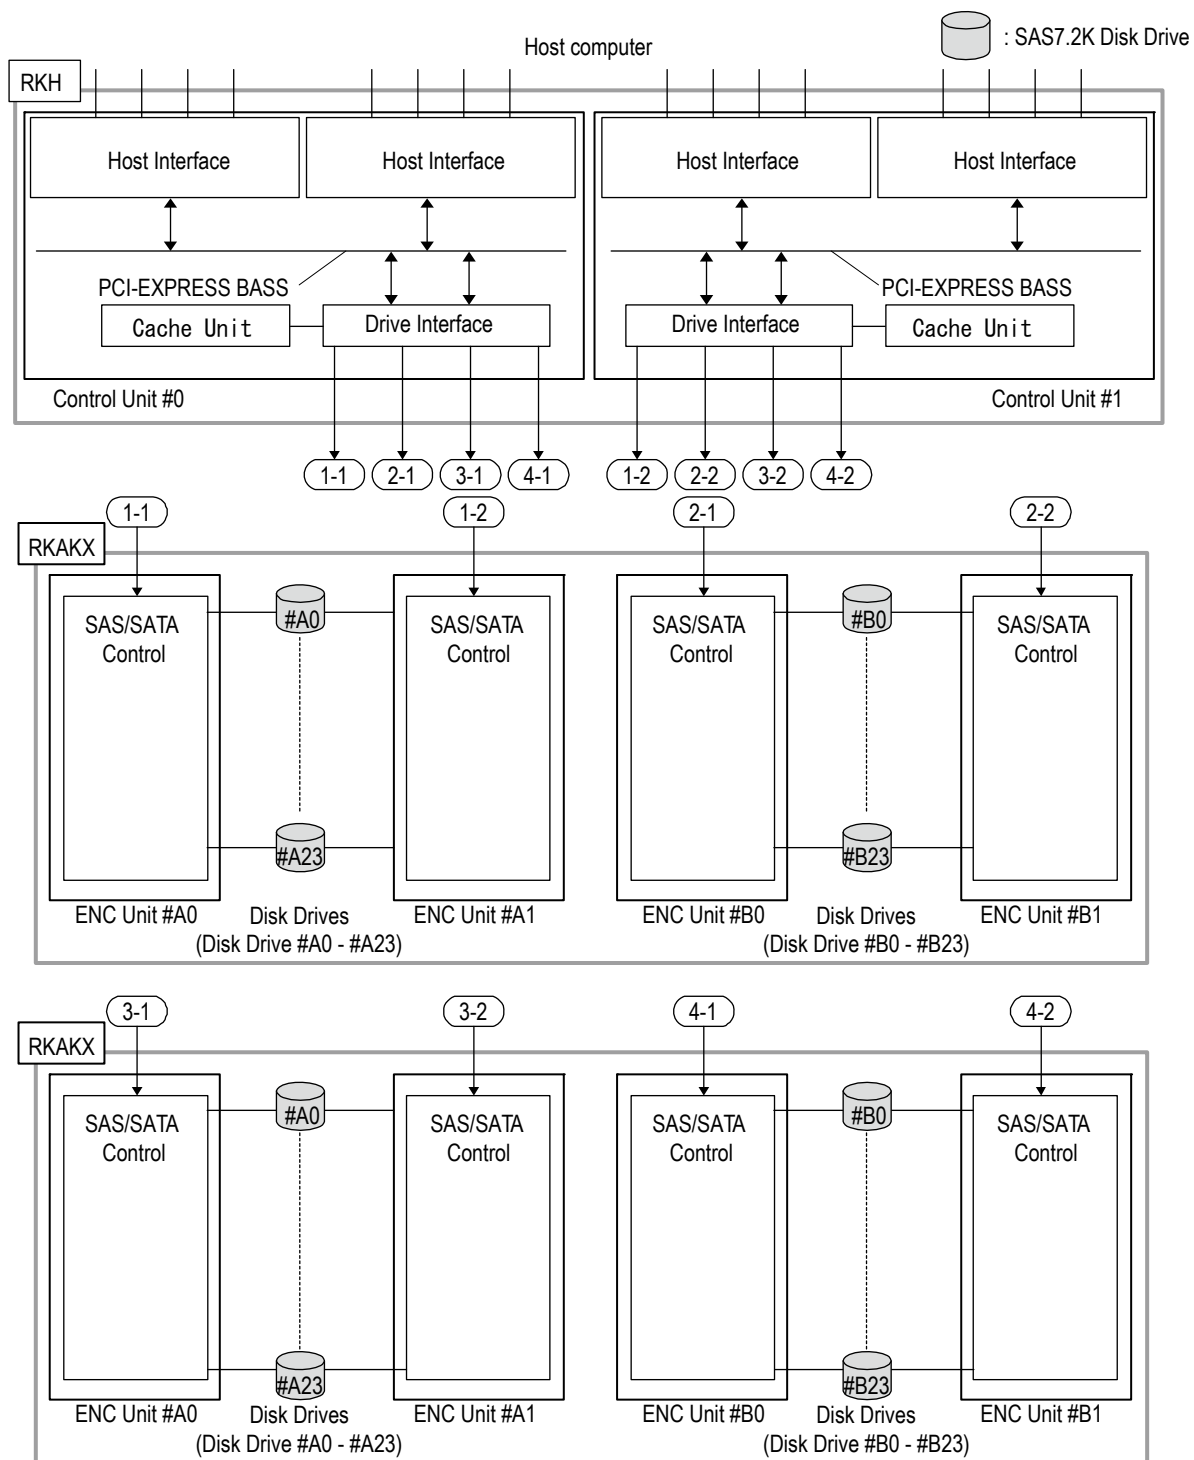 Host computer
: SAS7.2K Disk Drive
RKH
Host Interface
Host Interface
Host Interface
Host Interface
PCI-EXPRESS BASS
PCI-EXPRESS BASS
Cache Unit
Drive Interface
Drive Interface
Cache Unit
Control Unit #0
Control Unit #1
1-1
2-1
3-1
4-1
1-2
2-2
3-2
4-2
1-1
1-2
2-1
2-2
RKAKX
SAS/SATA
Control
#A0
SAS/SATA
Control
SAS/SATA
Control
#B0
SAS/SATA
Control
#A23
#B23
ENC Unit #A0
Disk Drives
(Disk Drive #A0 - #A23)
ENC Unit #A1
ENC Unit #B0
Disk Drives
(Disk Drive #B0 - #B23)
ENC Unit #B1
3-1
3-2
4-1
4-2
RKAKX
SAS/SATA
Control
#A0
SAS/SATA
Control
SAS/SATA
Control
#B0
SAS/SATA
Control
#A23
#B23
ENC Unit #A0
Disk Drives
(Disk Drive #A0 - #A23)
ENC Unit #A1
ENC Unit #B0
Disk Drives
(Disk Drive #B0 - #B23)
ENC Unit #B1